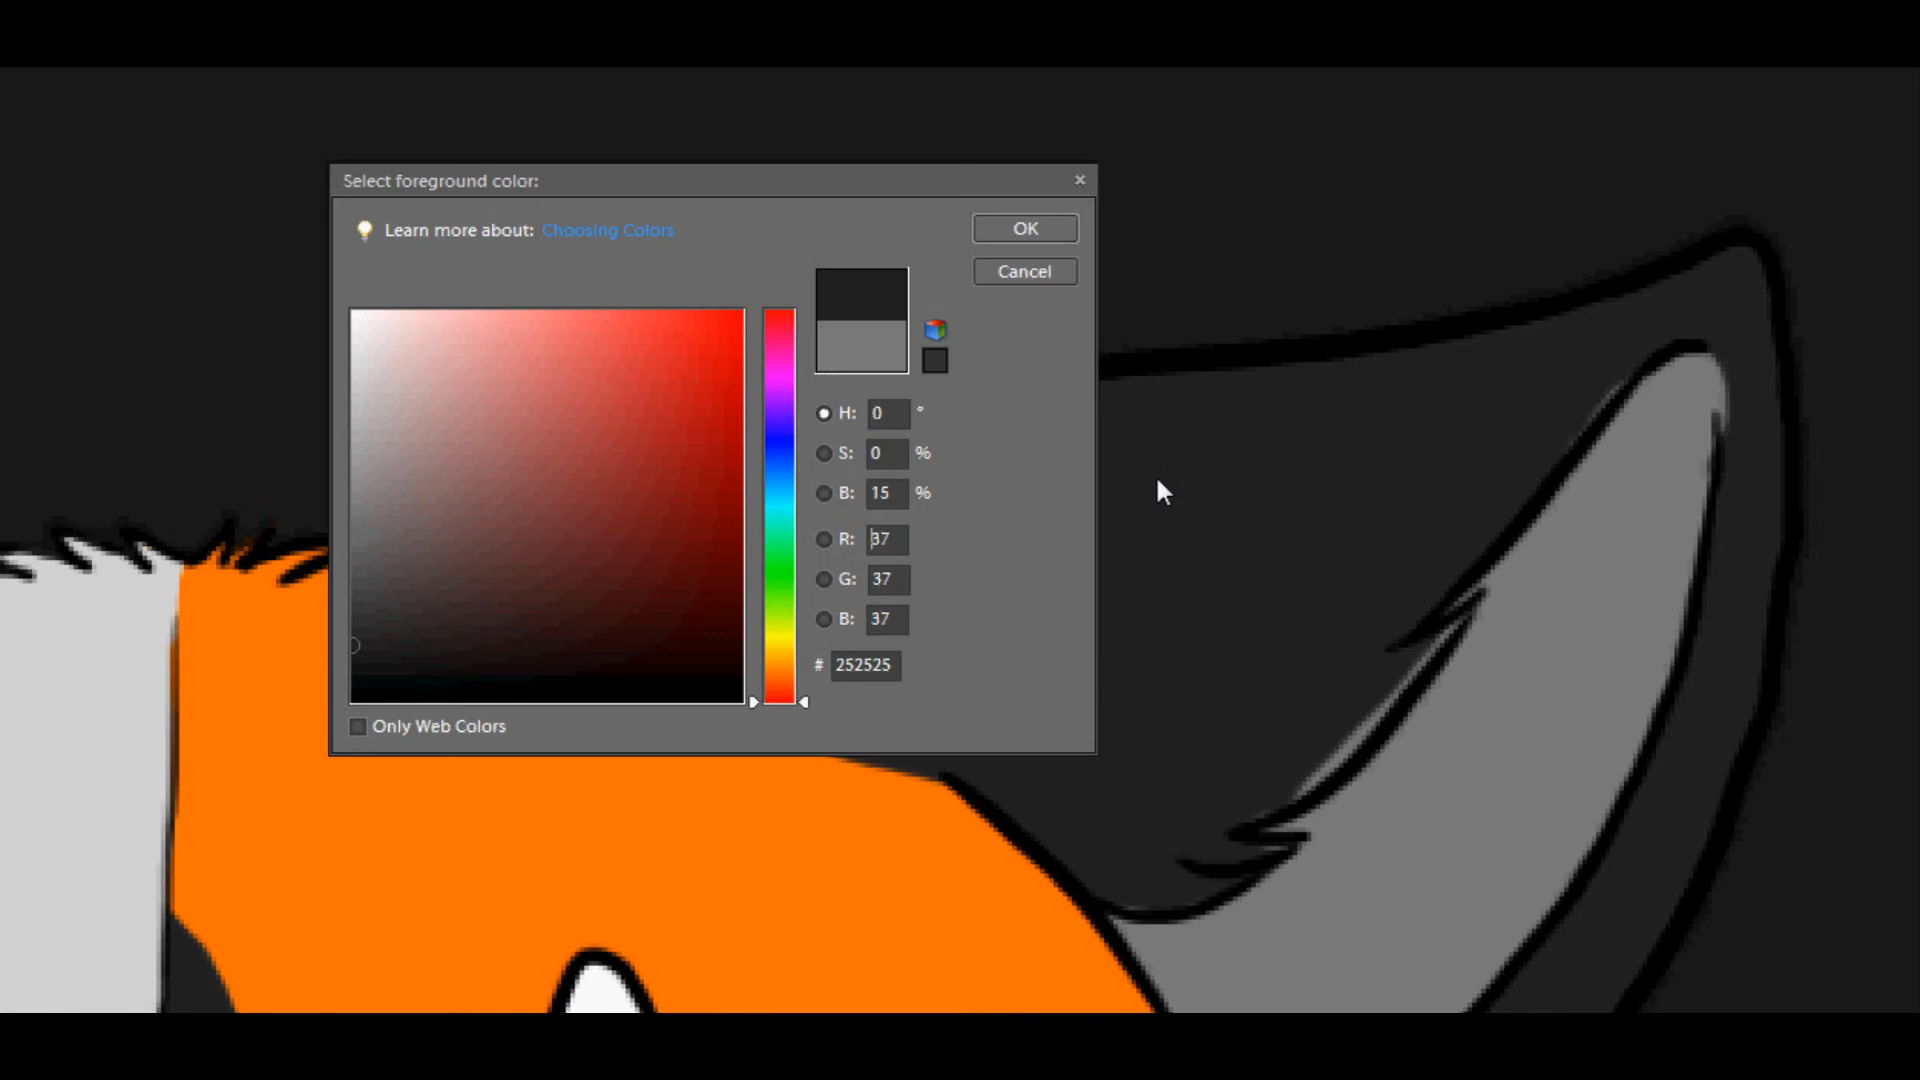 Select foreground color:
Learn more about: Choosing Colors
OK
Cancel
H: 0 °
S: 0 %
B: 15 %
R: 37
G: 37
B: 37
# 252525
Only Web Colors